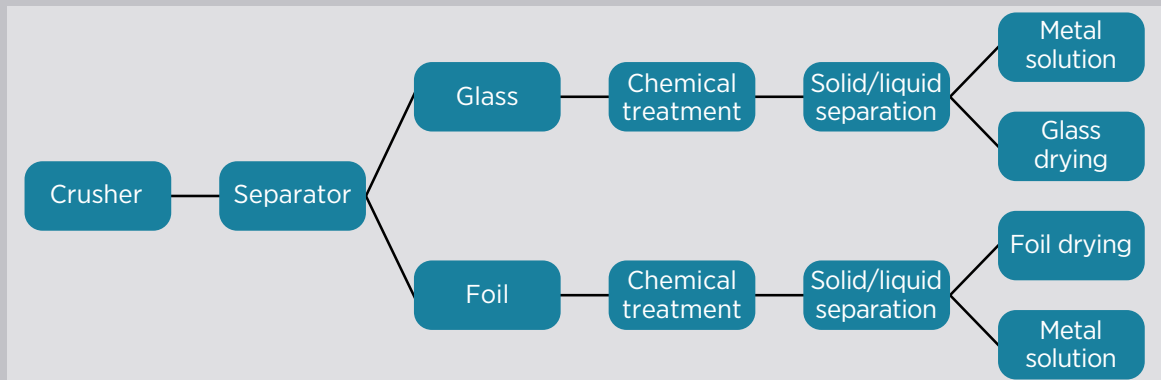 Crusher
Separator
Glass
Chemical
treatment
Solid/liquid
separation
Metal
solution
Glass
drying
Foil
Chemical
treatment
Solid/liquid
separation
Foil drying
Metal
solution